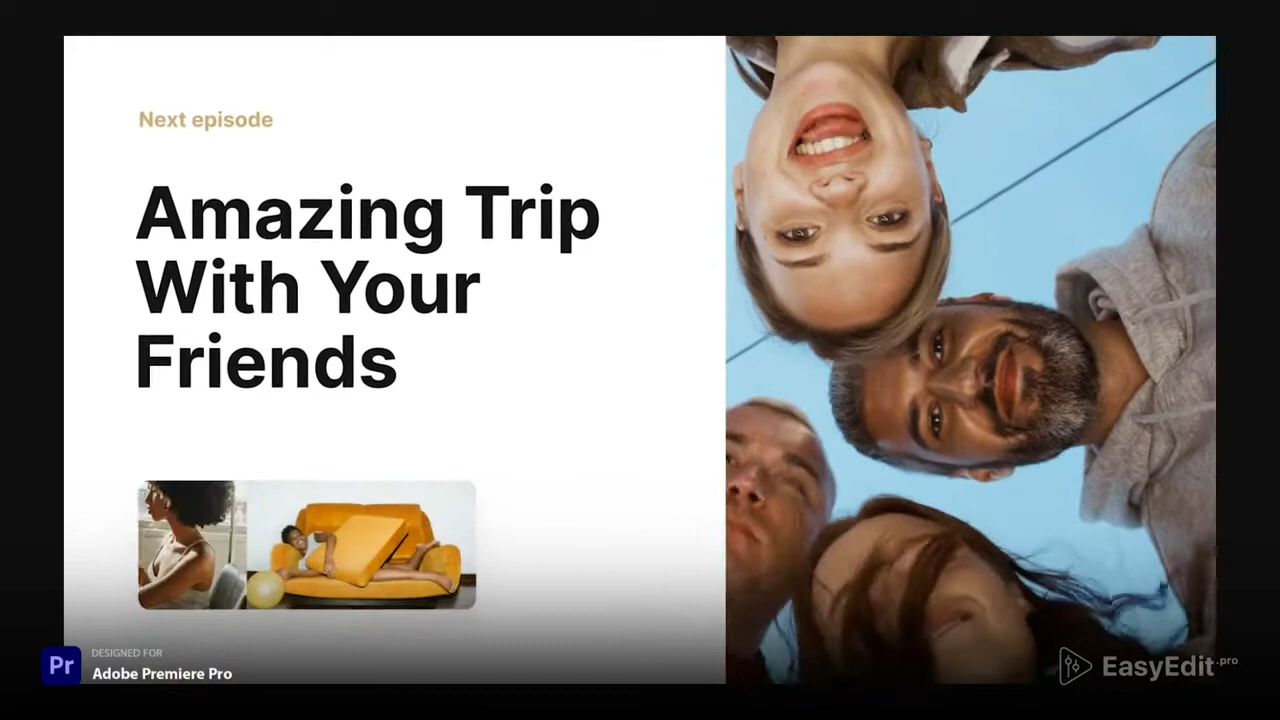 Next episode
Amazing Trip
With Your
Friends
Pr
DESIGNED FOR
Adobe Premiere Pro
EasyEdit.pro